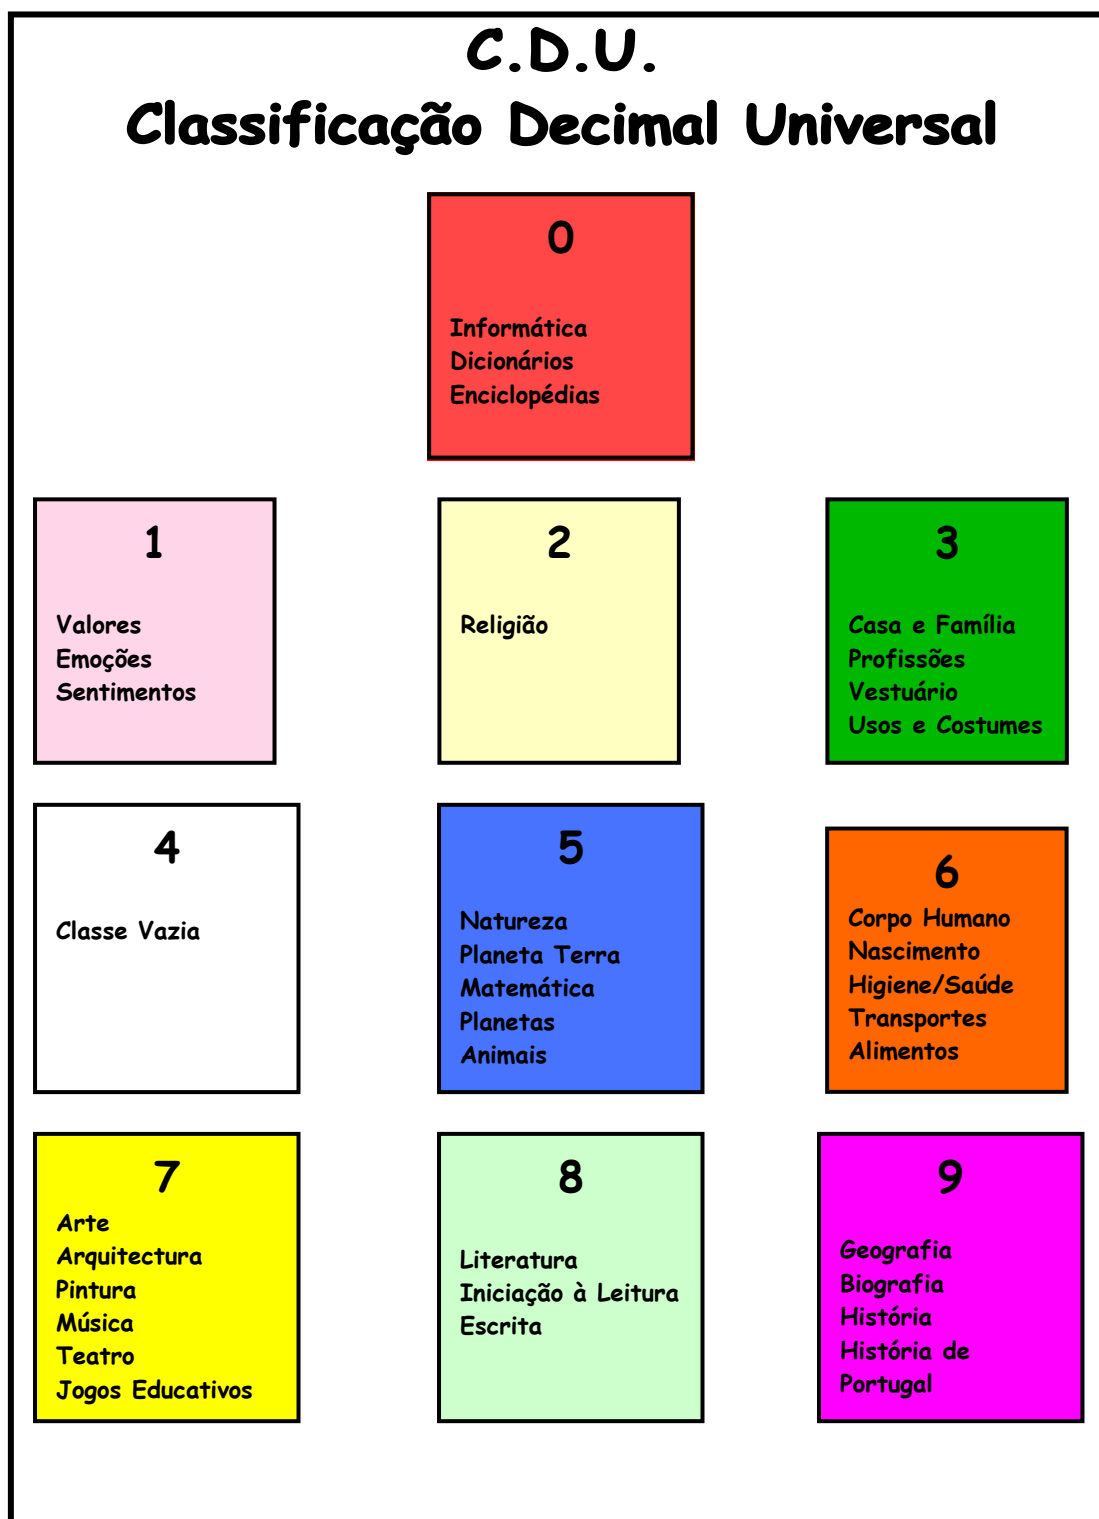 C.D.U.
Classificação Decimal Universal
0
Informática
Dicionários
Enciclopédias
1
Valores
Emoções
Sentimentos
2
Religião
3
Casa e Família
Profissões
Vestuário
Usos e Costumes
4
Classe Vazia
5
Natureza
Planeta Terra
Matemática
Planetas
Animais
6
Corpo Humano
Nascimento
Higiene/Saúde
Transportes
Alimentos
7
Arte
Arquitectura
Pintura
Música
Teatro
Jogos Educativos
8
Literatura
Iniciação à Leitura
Escrita
9
Geografia
Biografia
História
História de
Portugal